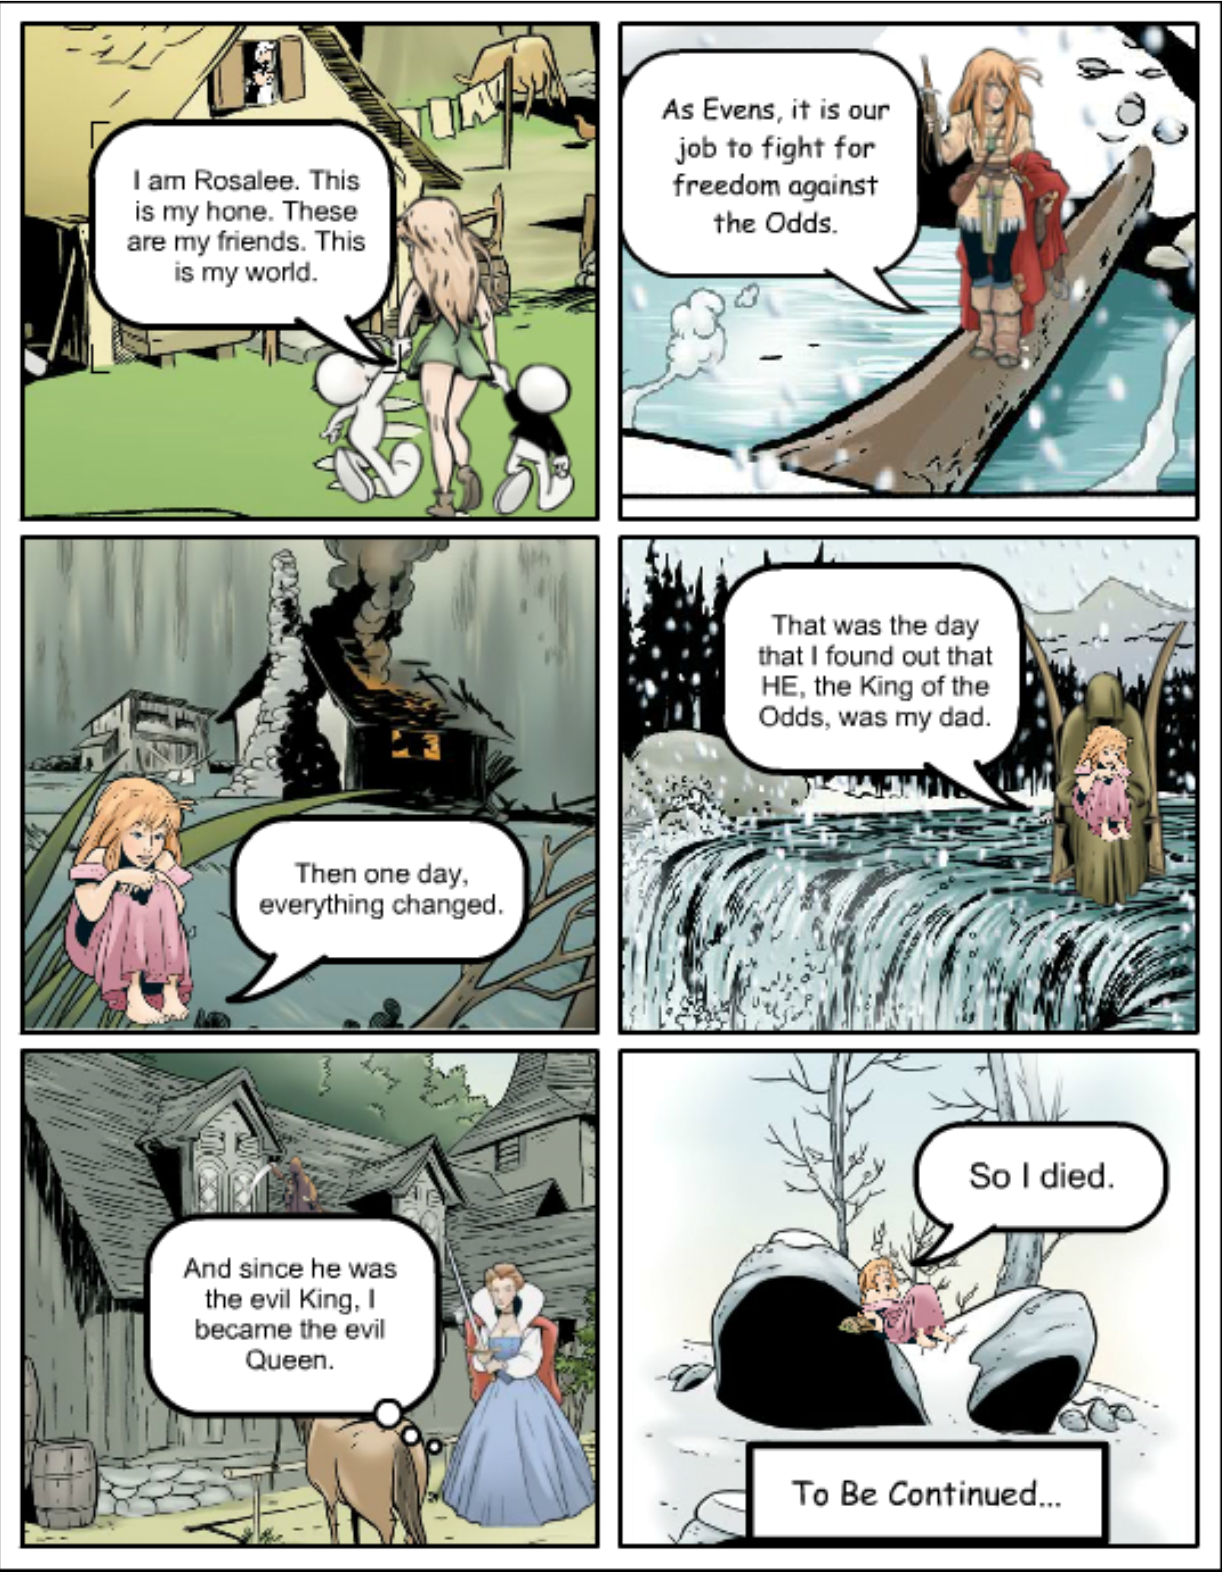 I am Rosalee. This
is my hone. These
are my friends. This
is my world.
As Evens, it is our
job to fight for
freedom against
the Odds.
Then one day,
everything changed.
That was the day
that I found out that
HE, the King of the
Odds, was my dad.
And since he was
the evil King, I
became the evil
Queen.
So I died.
To Be Continued...